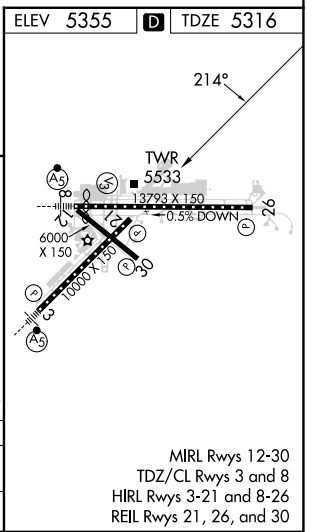 ELEV 5355 D TDZE 5316
214°
TWR
5533
A5
V3
8
12
21
13793 X 150
0.5% DOWN
26
P
6000
X 150
P
10000 X 150
P
30
P
3
A5
MIRL Rwys 12-30
TDZ/CL Rwys 3 and 8
HIRL Rwys 3-21 and 8-26
REIL Rwys 21, 26, and 30